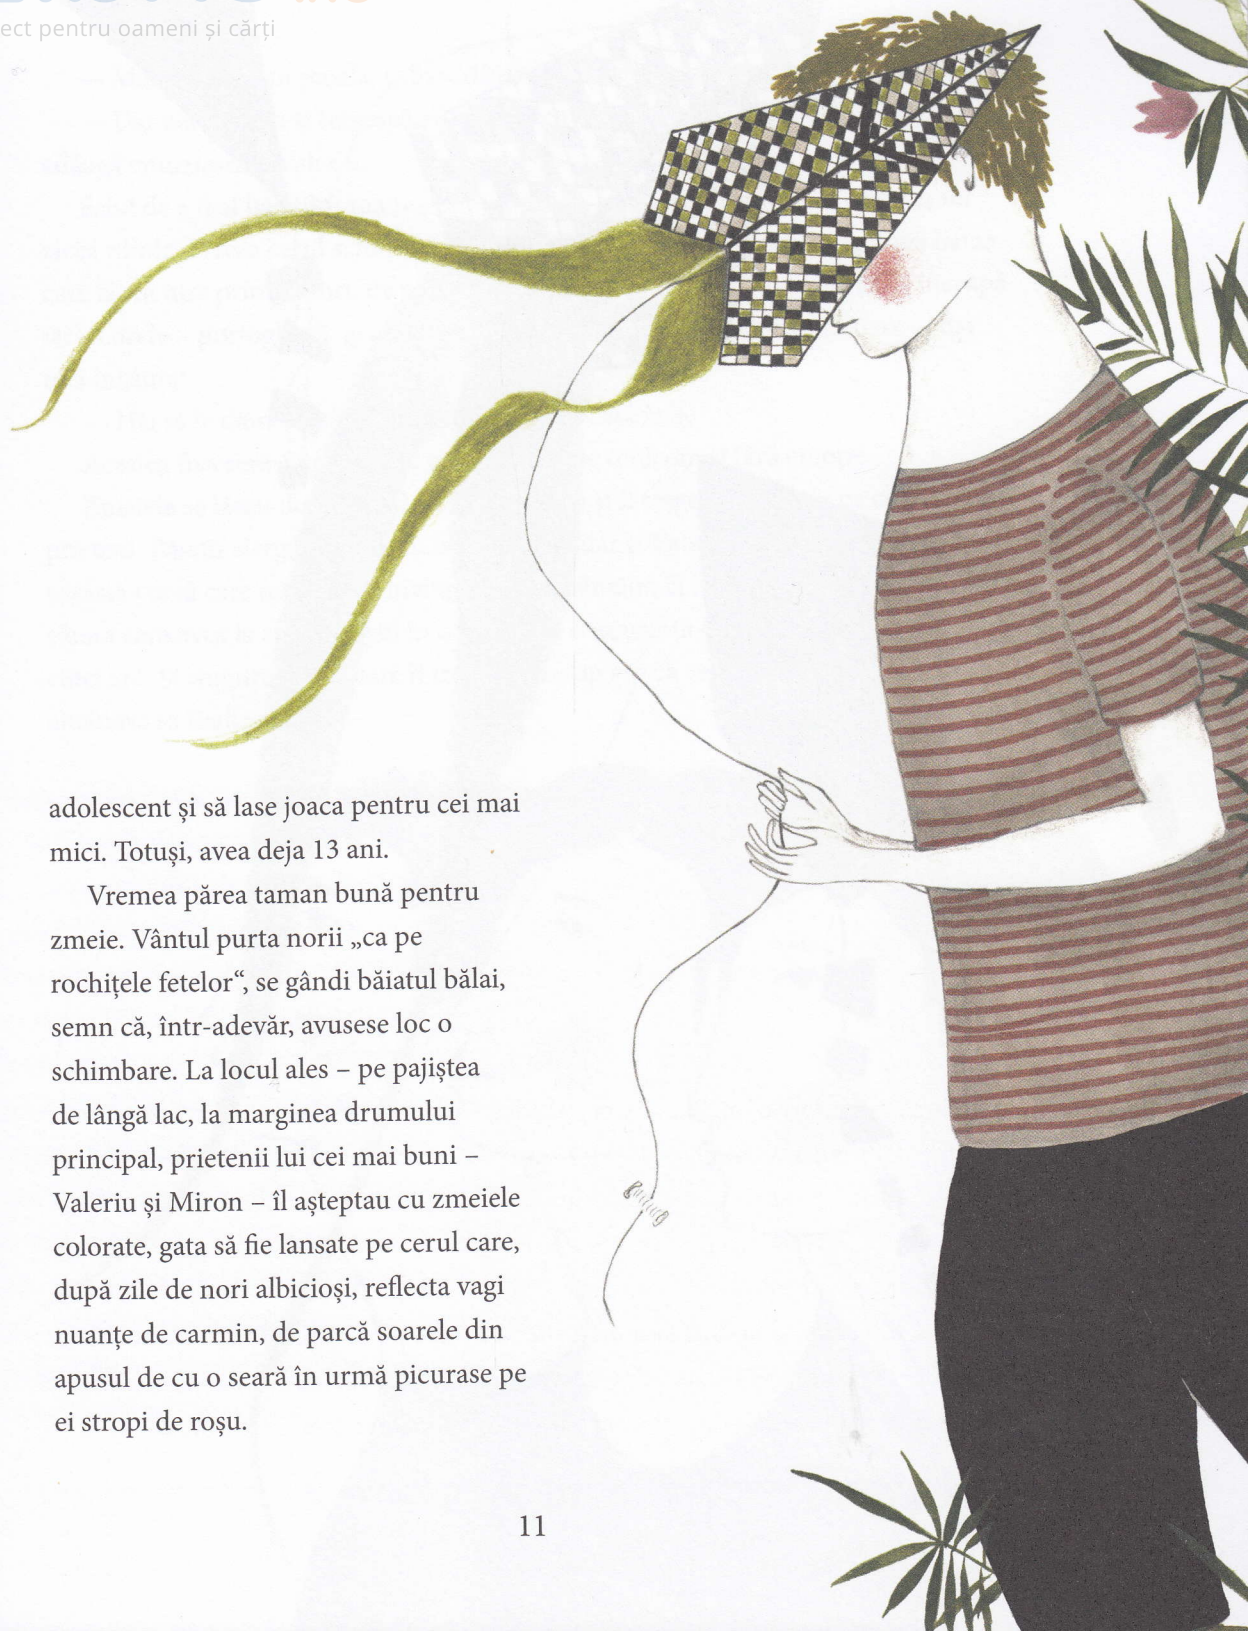 ect pentru oameni și cărți
adolescent și să lase joaca pentru cei mai
mici. Totuși, avea deja 13 ani.
Vremea părea taman bună pentru
zmeie. Vântul purta norii „ca pe
rochițele fetelor“, se gândi băiatul bălai,
semn că, într-adevăr, avusese loc o
schimbare. La locul ales – pe pajiștea
de lângă lac, la marginea drumului
principal, prietenii lui cei mai buni –
Valeriu și Miron – îl așteptau cu zmeiele
colorate, gata să fie lansate pe cerul care,
după zile de nori albicioși, reflecta vagi
nuanțe de carmin, de parcă soarele din
apusul de cu o seară în urmă picurase pe
ei stropi de roșu.
11